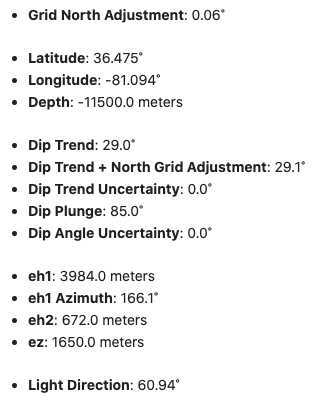 • Grid North Adjustment: 0.06˚
• Latitude: 36.475˚
• Longitude: -81.094˚
• Depth: -11500.0 meters
• Dip Trend: 29.0˚
• Dip Trend + North Grid Adjustment: 29.1˚
• Dip Trend Uncertainty: 0.0˚
• Dip Plunge: 85.0˚
• Dip Angle Uncertainty: 0.0˚
• eh1: 3984.0 meters
• eh1 Azimuth: 166.1˚
• eh2: 672.0 meters
• ez: 1650.0 meters
• Light Direction: 60.94˚